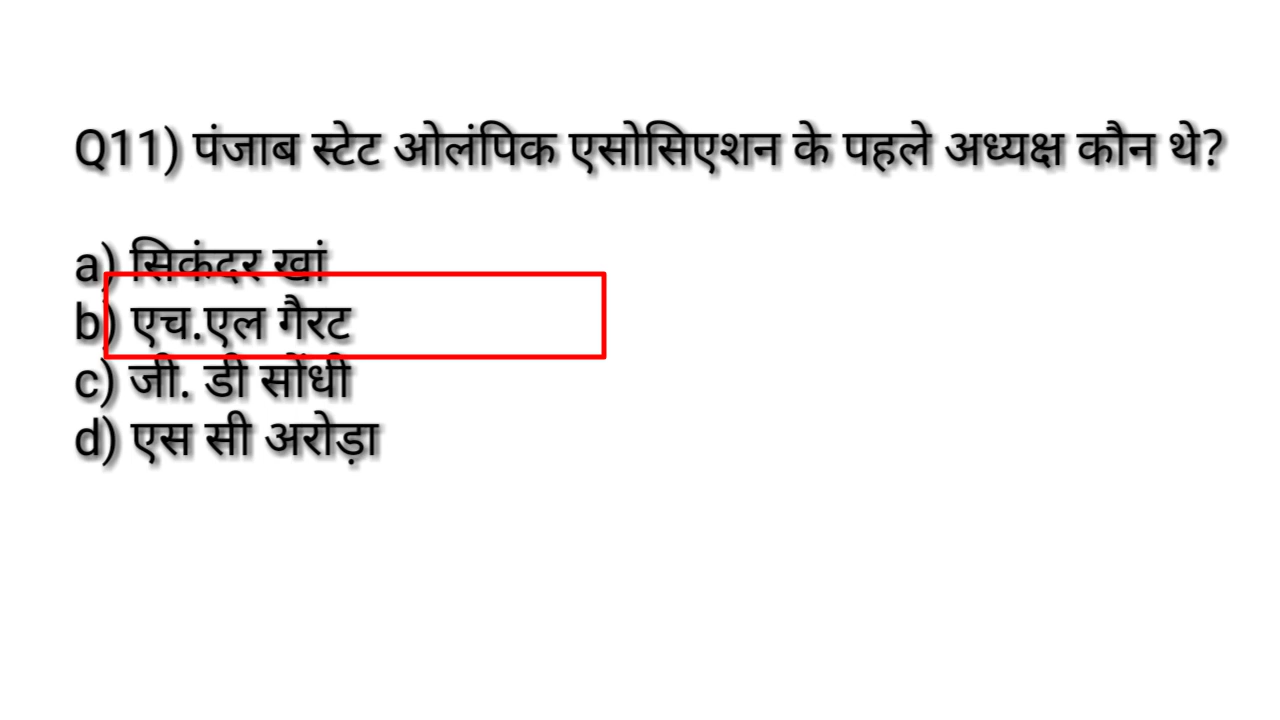 Q11) पंजाब स्टेट ओलंपिक एसोसिएशन के पहले अध्यक्ष कौन थे?
a) सिकंदर खां
b) एच.एल गैरट
c) जी. डी सोंधी
d) एस सी अरोड़ा